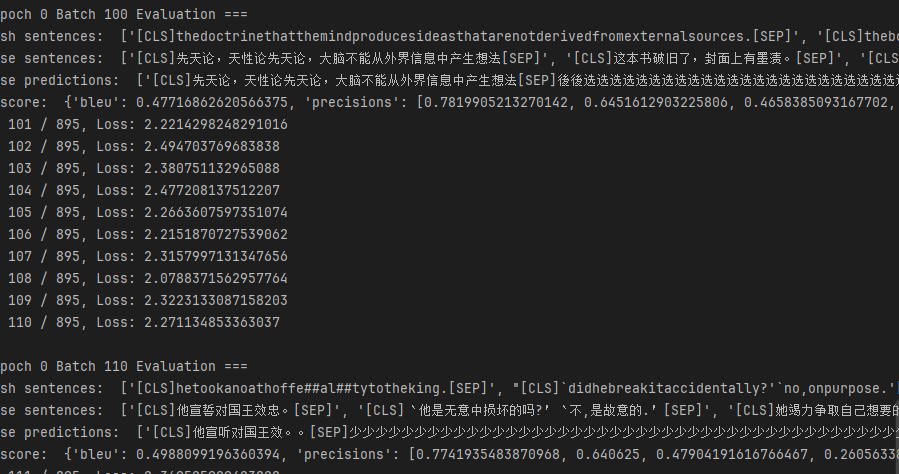 poch 0 Batch 100 Evaluation ===
sh sentences:  ['[CLS]thedoctrinethatthemindproducesideasthatarenotderivedfromexternalsources.[SEP]', '[CLS]thebo
se sentences:  ['[CLS]先天论，天性论先天论，大脑不能从外界信息中产生想法[SEP]', '[CLS]这本书破旧了，封面上有墨渍。[SEP]', '[CLS
se predictions:  ['[CLS]先天论，天性论先天论，大脑不能从外界信息中产生想法[SEP]後後选选选选选选选选选选选选选选选选选选选选选选选选
score:  {'bleu': 0.47716862620566375, 'precisions': [0.7819905213270142, 0.6451612903225806, 0.4658385093167702,
101 / 895, Loss: 2.2214298248291016
102 / 895, Loss: 2.494703769683838
103 / 895, Loss: 2.380751132965088
104 / 895, Loss: 2.477208137512207
105 / 895, Loss: 2.2663607597351074
106 / 895, Loss: 2.2151870727539062
107 / 895, Loss: 2.3157997131347656
108 / 895, Loss: 2.0788371562957764
109 / 895, Loss: 2.3223133087158203
110 / 895, Loss: 2.271134853363037
poch 0 Batch 110 Evaluation ===
sh sentences:  ['[CLS]hetookanoathoffe##al##tytotheking.[SEP]', "[CLS]`didhebreakitaccidentally?'`no,onpurpose.'[
se sentences:  ['[CLS]他宣誓对国王效忠。[SEP]', '[CLS]`他是无意中损坏的吗?’`不,是故意的.’[SEP]', '[CLS]她竭力争取自己想要的
se predictions:  ['[CLS]他宣听对国王效。。[SEP]少少少少少少少少少少少少少少少少少少少少少少少少少少少少少少少少少少少少少少少少少少
score:  {'bleu': 0.4988099196360394, 'precisions': [0.7741935483870968, 0.640625, 0.47904191616766467, 0.26056338